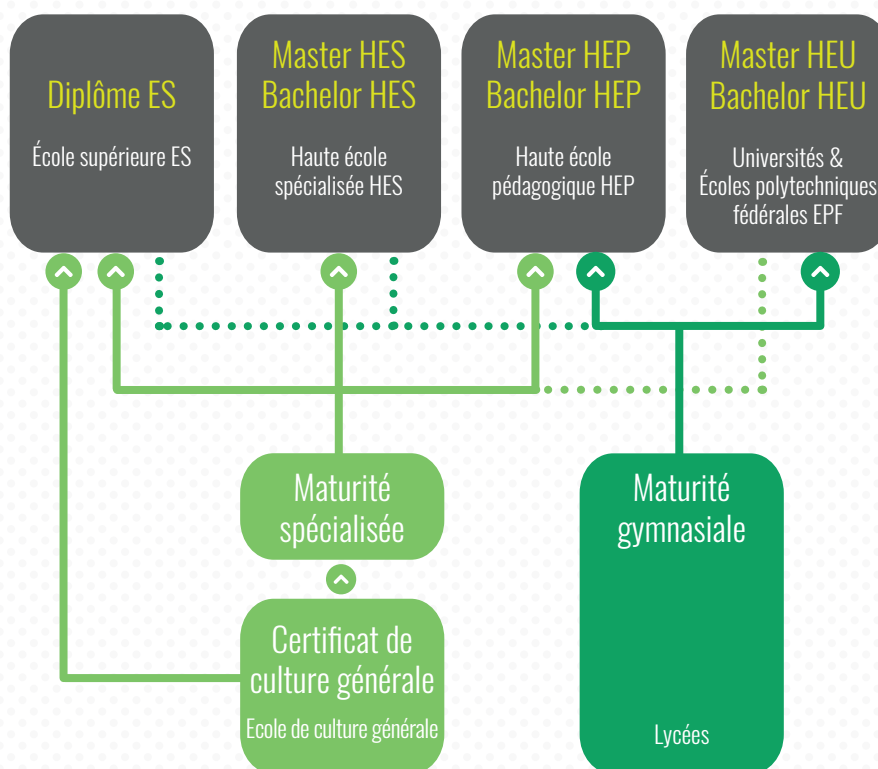 Diplôme ES
École supérieure ES
Master HES
Bachelor HES
Haute école
spécialisée HES
Master HEP
Bachelor HEP
Haute école
pédagogique HEP
Master HEU
Bachelor HEU
Universités &
Écoles polytechniques
fédérales EPF
Maturité
spécialisée
Certificat de
culture générale
Ecole de culture générale
Maturité
gymnasiale
Lycées